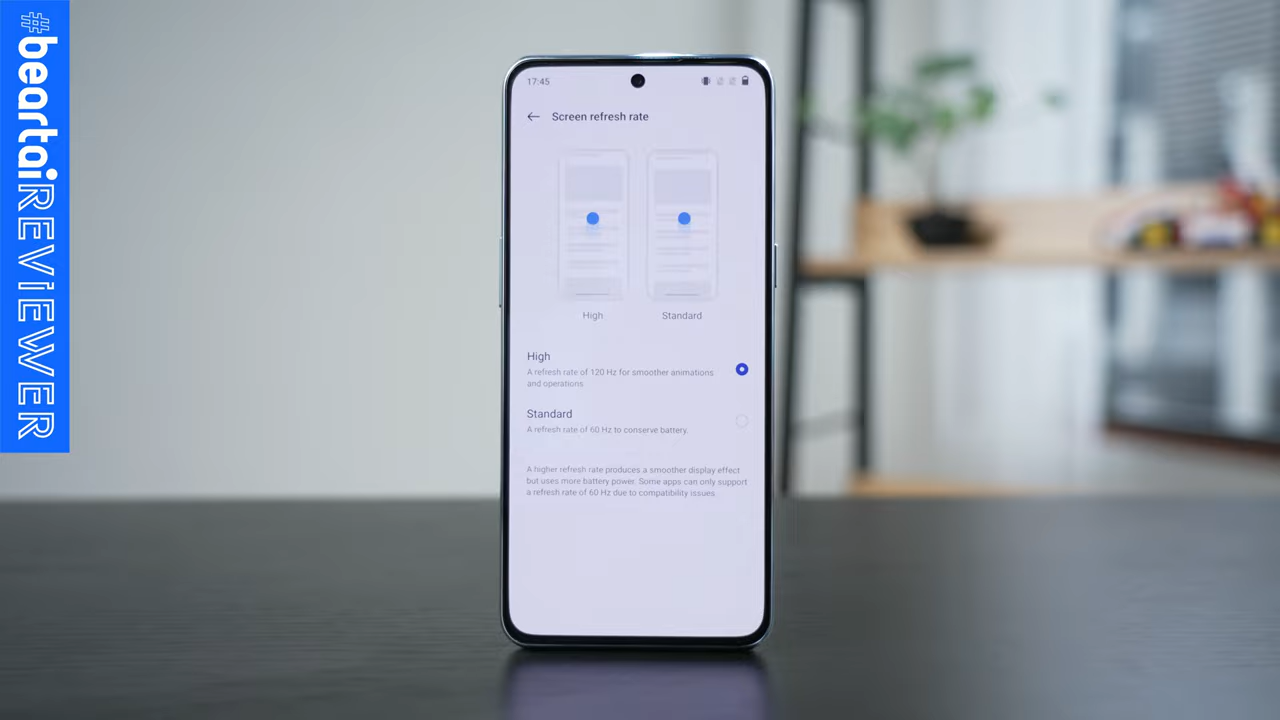 #beartai REVIEWER
17:45
Screen refresh rate
High
Standard
High
A refresh rate of 120 Hz for smoother animations
and operations
Standard
A refresh rate of 60 Hz to conserve battery.
A higher refresh rate produces a smoother display effect
but uses more battery power. Some apps can only support
a refresh rate of 60 Hz due to compatibility issues